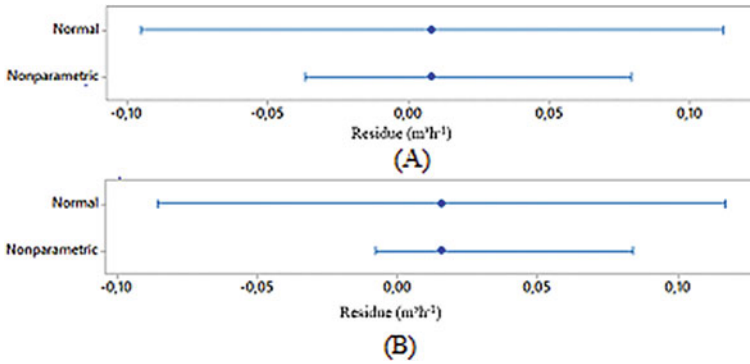 Normal
Nonparametric
-0,10 -0,05 0,00 0,05 0,10
Residue (m³h⁻¹)
(A)
Normal
Nonparametric
-0,10 -0,05 0,00 0,05 0,10
Residue (m³h⁻¹)
(B)